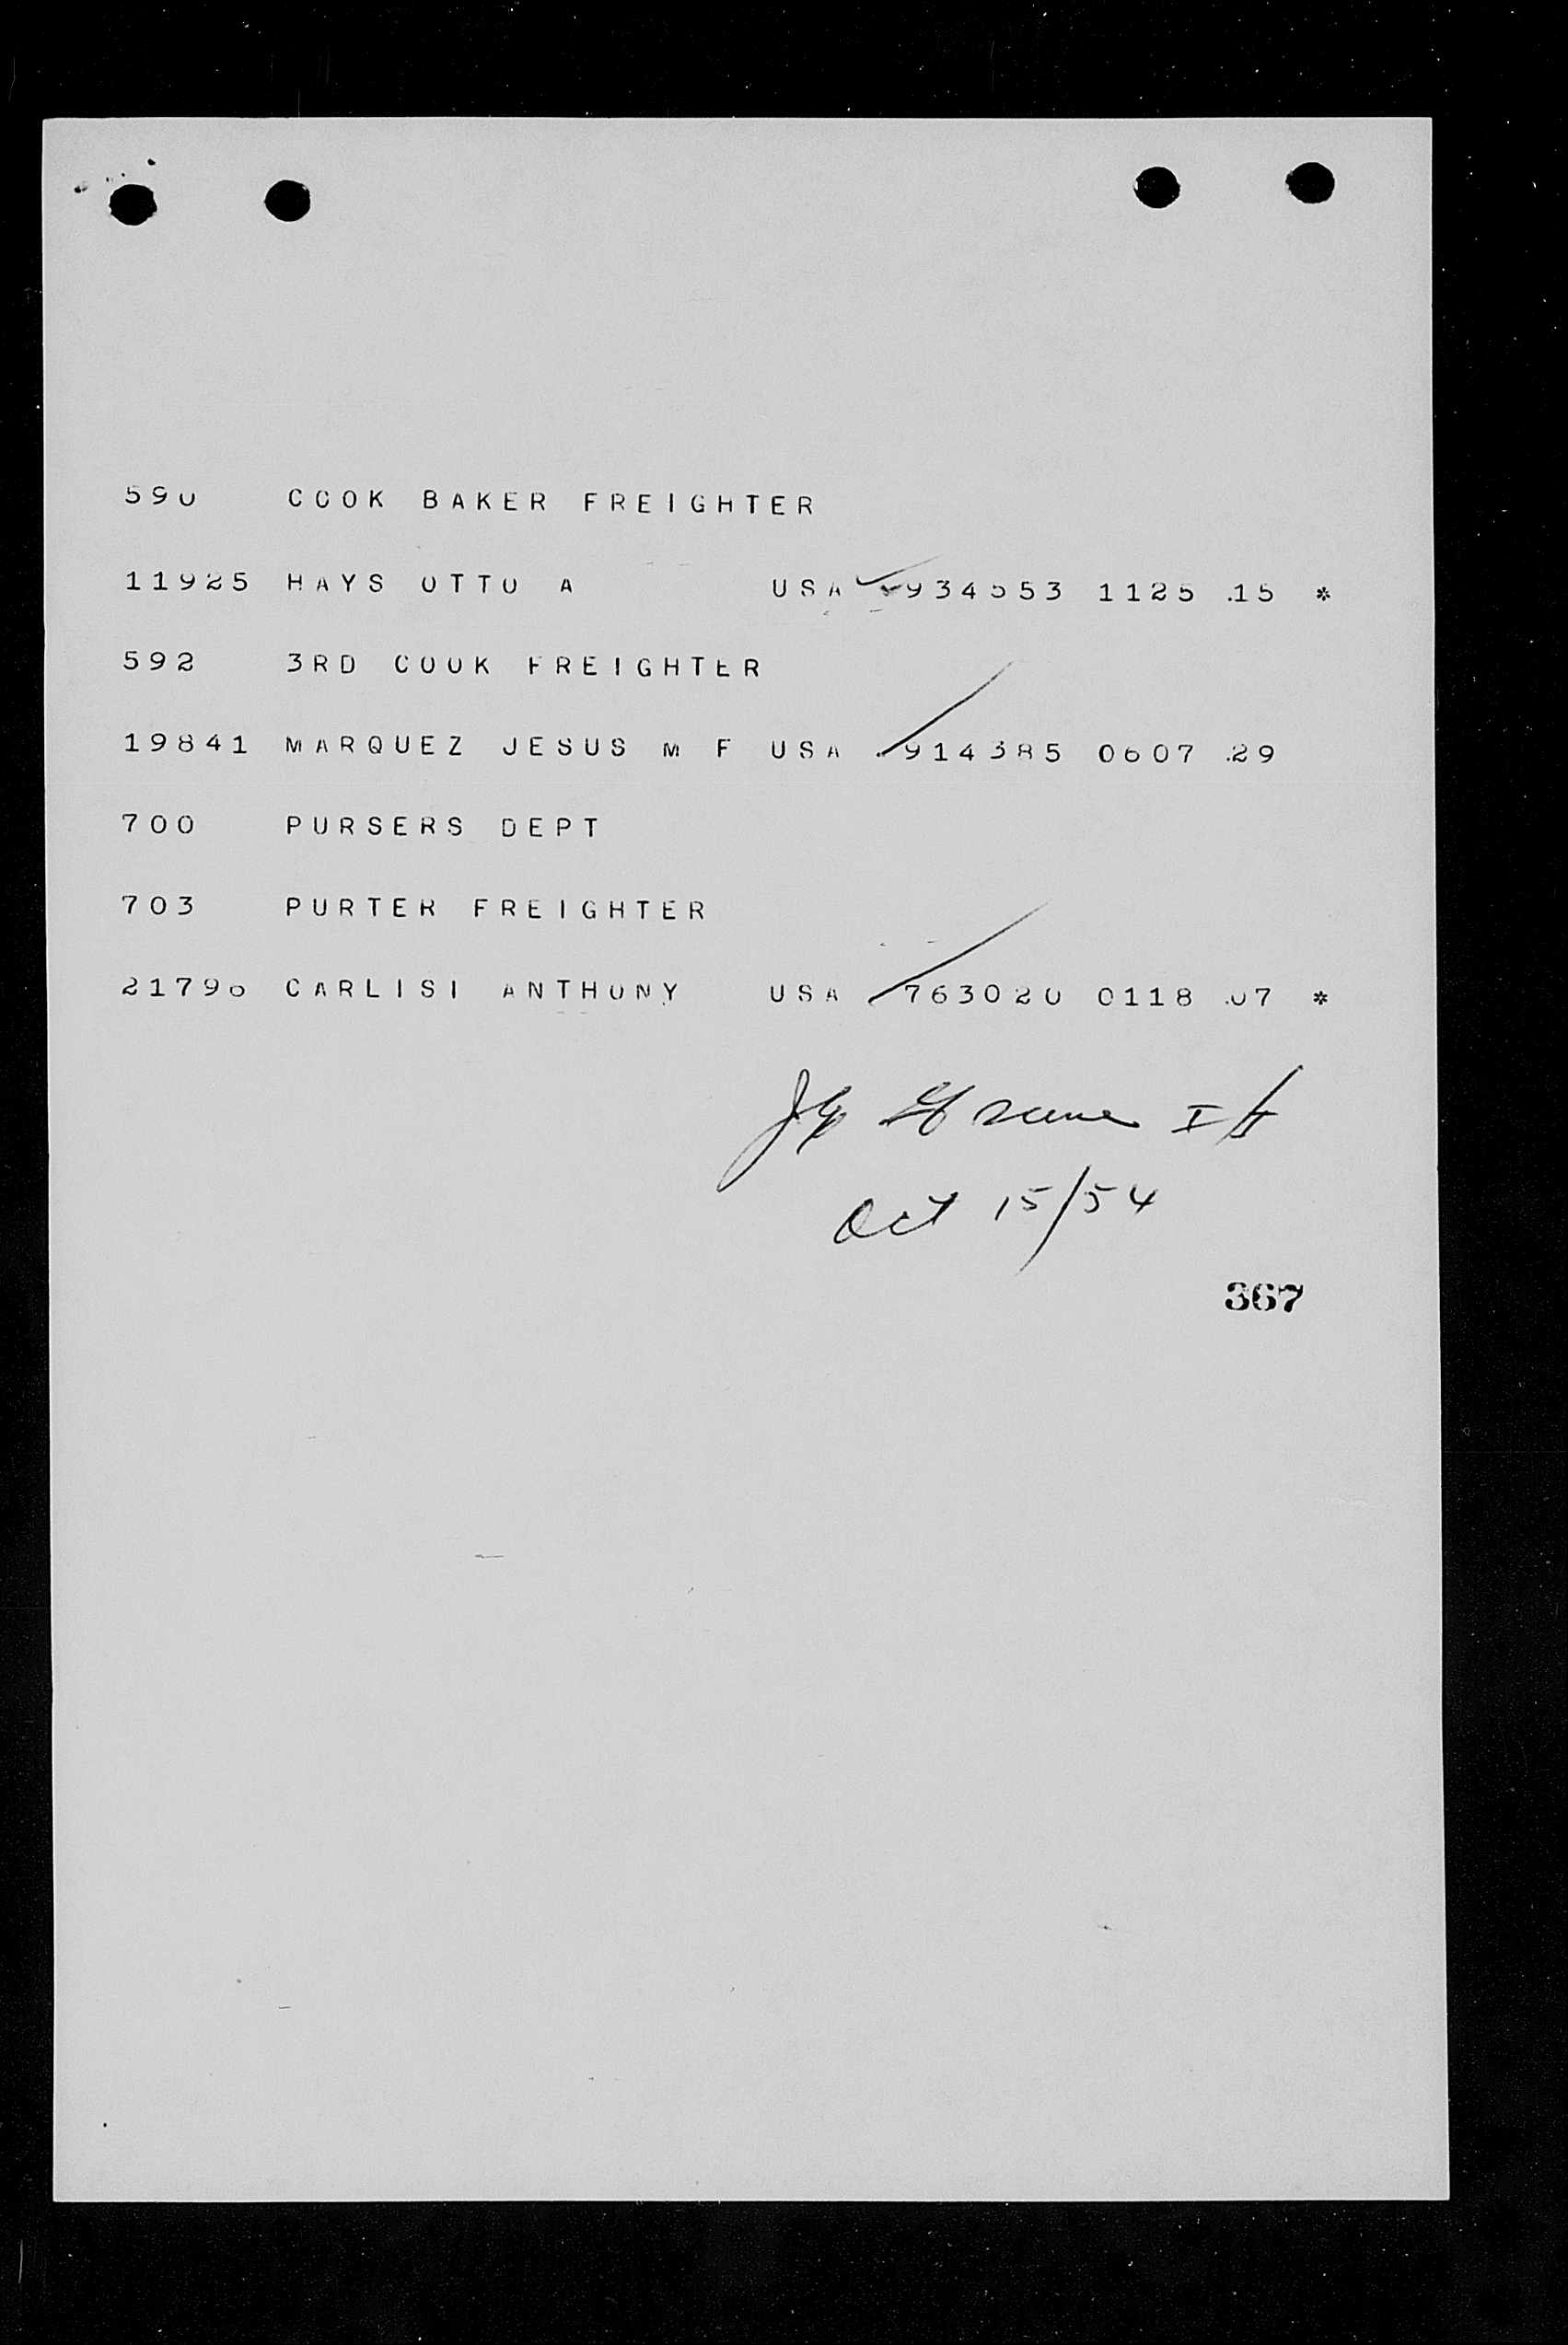 590 COOK BAKER FREIGHTER
11925 HAYS OTTO A USA 934553 1125 .15 *
592 3RD COOK FREIGHTER
19841 MARQUEZ JESUS M F USA 914385 0607 .29
700 PURSERS DEPT
703 PORTER FREIGHTER
21796 CARLISI ANTHONY USA 763020 0118 .07 *
Oct 15/54
367